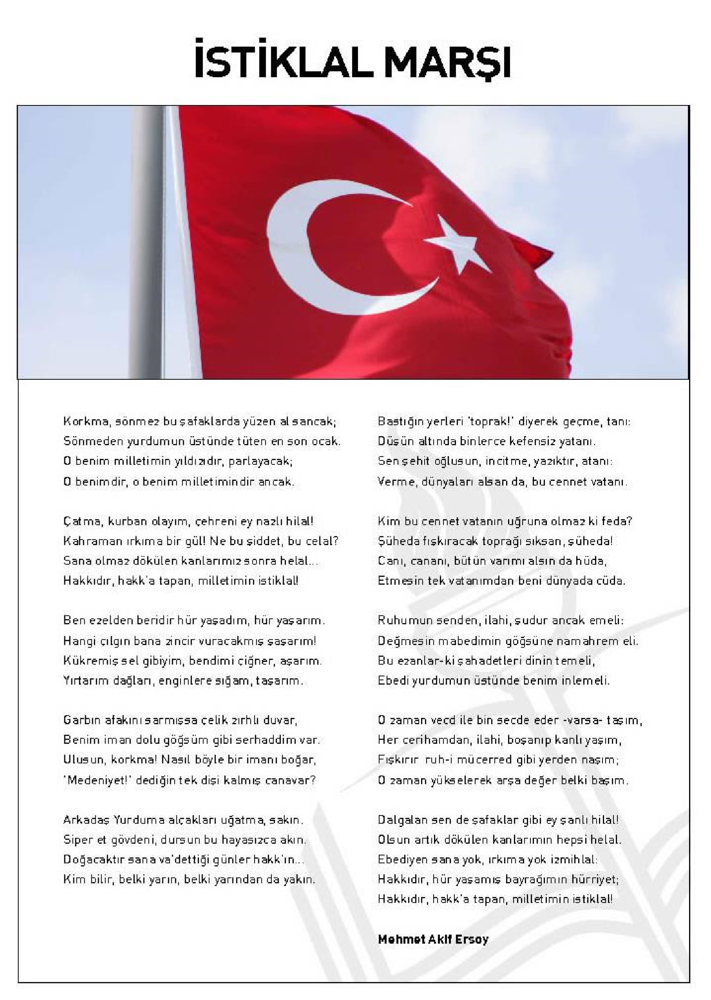 İSTİKLAL MARŞI
Korkma, sönmez bu şafaklarda yüzen al sancak;
Sönmeden yurdumun üstünde tüten en son ocak.
O benim milletimin yıldızıdır, parlayacak;
O benimdir, o benim milletimindir ancak.
Çatma, kurban olayım, çehreni ey nazlı hilal!
Kahraman ırkıma bir gül! Ne bu şiddet, bu celal?
Sana olmaz dökülen kanlarımız sonra helal...
Hakkıdır, hakk'a tapan, milletimin istiklal!
Ben ezelden beridir hür yaşadım, hür yaşarım.
Hangi çılgın bana zincir vuracakmış şaşarım!
Kükremiş sel gibiyim, bendimi çiğner, aşarım.
Yırtarım dağları, enginlere sığam, taşarım.
Garbın afakını sarmışsa çelik zırhlı duvar,
Benim iman dolu göğsüm gibi serhaddim var.
Ulusun, korkma! Nasıl böyle bir imanı boğar,
'Medeniyet!' dediğin tek dişi kalmış canavar?
Arkadaş Yurduma alçakları uğatma, sakın.
Siper et gövdeni, dursun bu hayasızca akın.
Doğacaktır sana va'dettiği günler hakk'ın...
Kim bilir, belki yarın, belki yarından da yakın.
Bastığın yerleri 'toprak!' diyerek geçme, tanı:
Düşün altında binlerce kefensiz yatanı.
Sen şehit oğlusun, incitme, yazıktır, atanı:
Verme, dünyaları alsan da, bu cennet vatanı.
Kim bu cennet vatanın uğruna olmaz ki feda?
Şüheda fışkıracak toprağı sıksan, şüheda!
Canı, cananı, bütün varımı alsın da hüda,
Etmesin tek vatanımdan beni dünyada cüda.
Ruhumun senden, ilahi, şudur ancak emeli:
Değmesin mabedimin göğsüne namahrem eli.
Bu ezanlar-ki şahadetleri dinin temeli,
Ebedi yurdumun üstünde benim inlemeli.
O zaman vecd ile bin secde eder -varsa- taşım,
Her cerihamdan, ilahi, boşanıp kanlı yaşım,
Fışkırır ruh-i mücerred gibi yerden naşım;
O zaman yükselerek arşa değer belki başım.
Dalgalan sen de şafaklar gibi ey şanlı hilal!
Olsun artık dökülen kanlarımın hepsi helal.
Ebediyen sana yok, ırkıma yok izmihlal:
Hakkıdır, hür yaşamış bayrağımın hürriyet;
Hakkıdır, hakk'a tapan, milletimin istiklal!
Mehmet Akif Ersoy